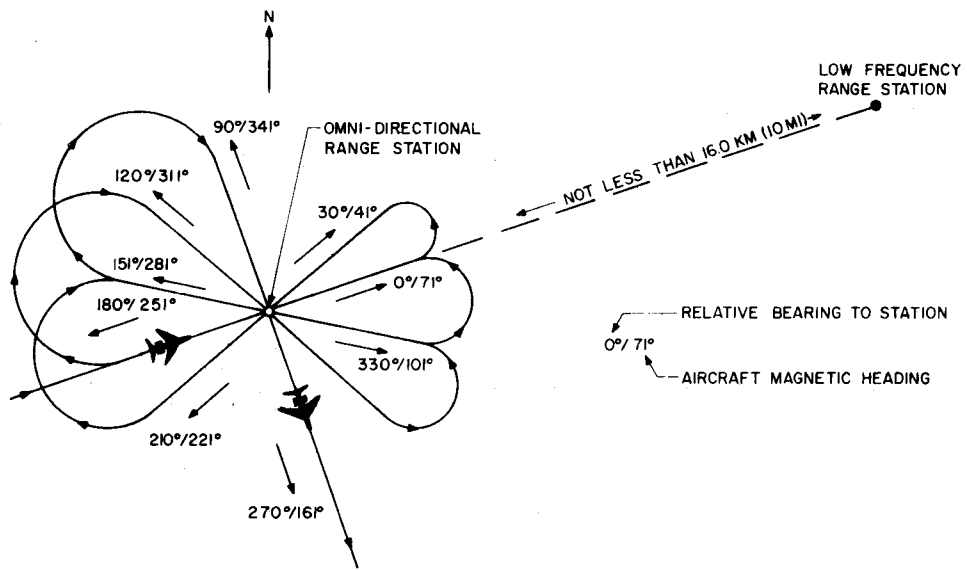 N
LOW FREQUENCY
RANGE STATION
OMNI-DIRECTIONAL
RANGE STATION
90°/341°
NOT LESS THAN 16.0 KM (10 MI)
120°/311°
30°/41°
151°/281°
0°/71°
180°/251°
RELATIVE BEARING TO STATION
0°/71°
330°/101°
AIRCRAFT MAGNETIC HEADING
210°/221°
270°/161°